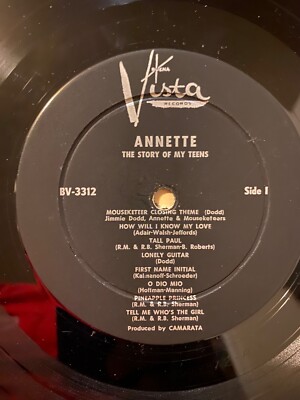 BUENA
Vista
RECORDS
ANNETTE
THE STORY OF MY TEENS
BV-3312
Side I
MOUSEKETEER CLOSING THEME (Dodd)
Jimmie Dodd, Annette & Mouseketeers
HOW WILL I KNOW MY LOVE
(Adair-Walsh-Jeffords)
TALL PAUL
(R.M. & R.B. Sherman-B. Roberts)
LONELY GUITAR
(Dodd)
FIRST NAME INITIAL
(Kalmanoff-Schroeder)
O DIO MIO
(Hoffman-Manning)
PINEAPPLE PRINCESS
(R.M. & R.B. Sherman)
TELL ME WHO'S THE GIRL
(R.M. & R.B. Sherman)
Produced by CAMARATA